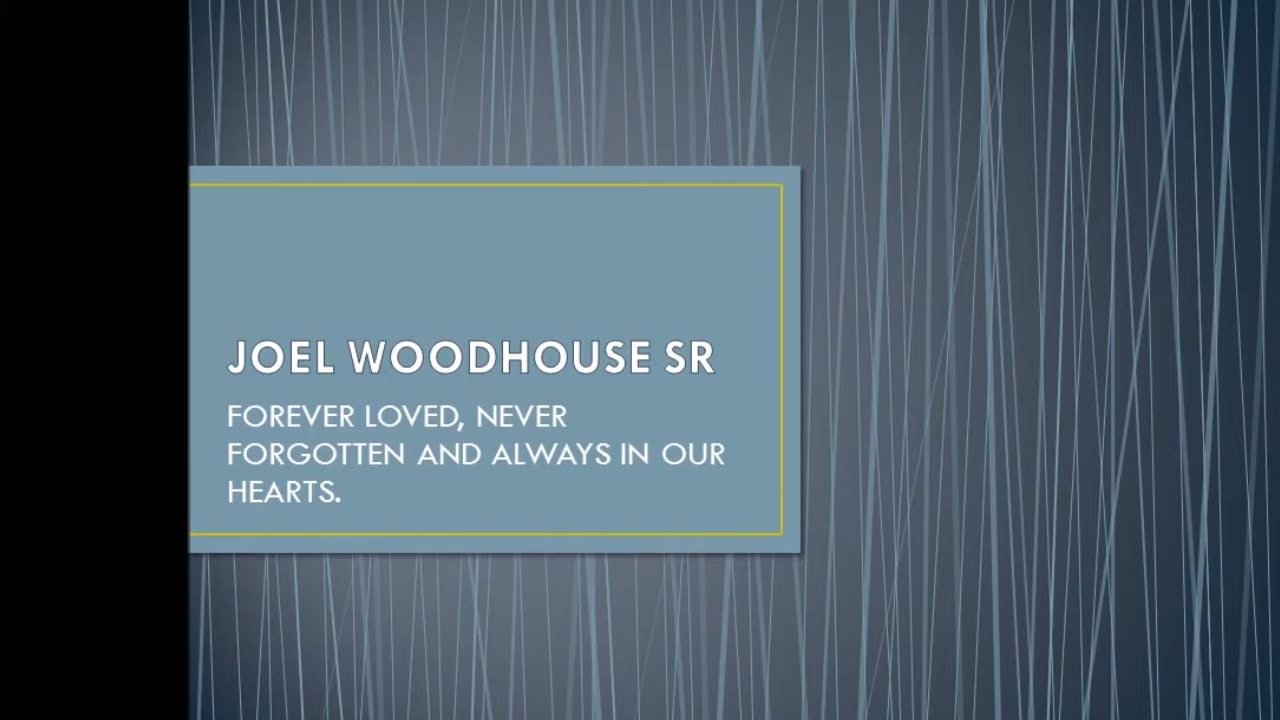 JOEL WOODHOUSE SR
FOREVER LOVED, NEVER
FORGOTTEN AND ALWAYS IN OUR
HEARTS.